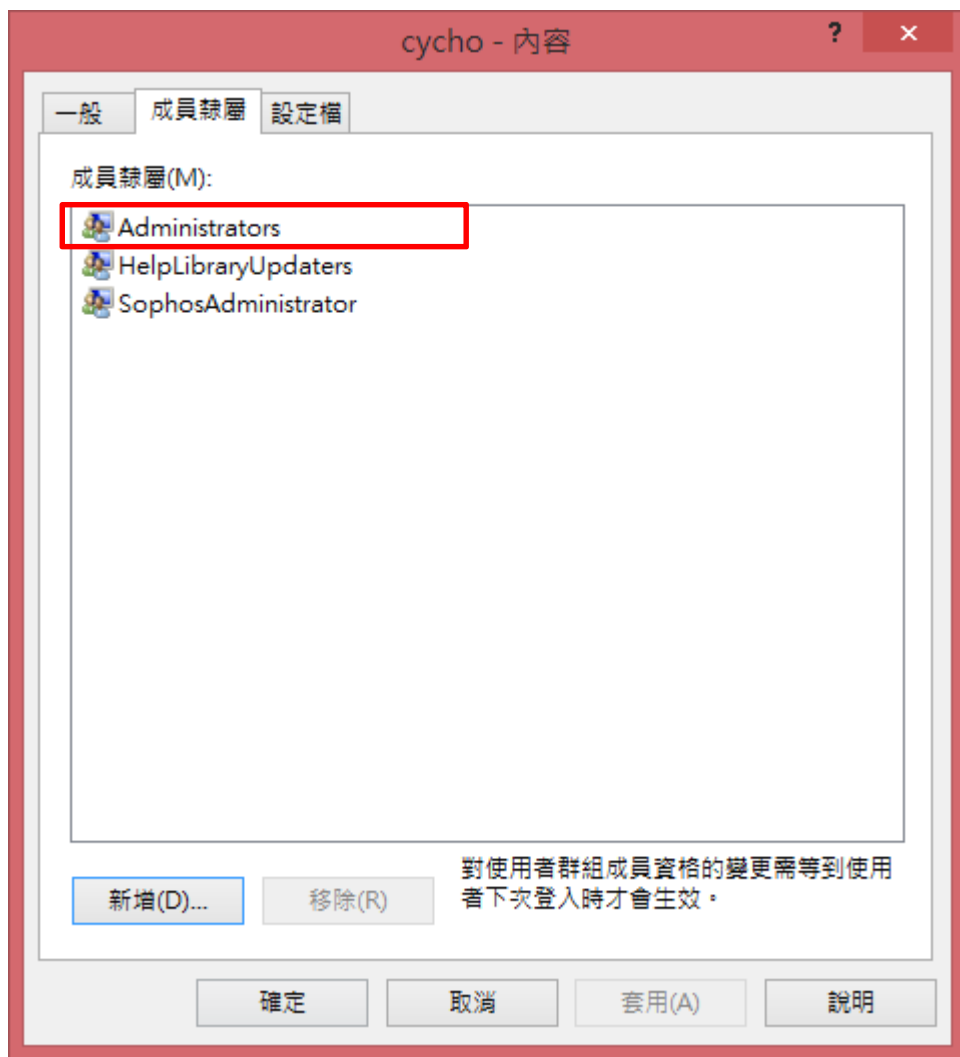 cycho - 內容
?
×
一般 成員隸屬 設定檔
成員隸屬(M):
Administrators
HelpLibraryUpdaters
SophosAdministrator
新增(D)... 移除(R)
對使用者群組成員資格的變更需等到使用
者下次登入時才會生效。
確定 取消 套用(A) 說明